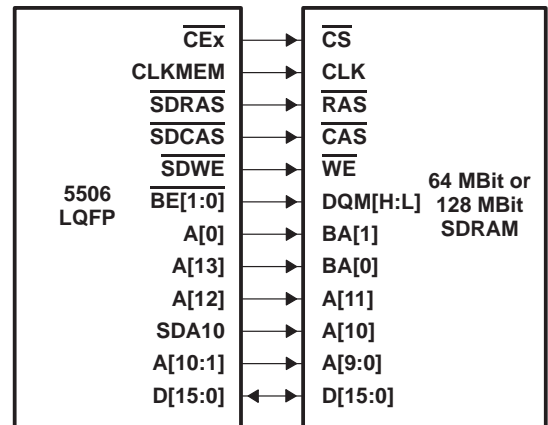 CEx CS
CLKMEM CLK
SDRAS RAS
SDCAS CAS
SDWE WE
5506
LQFP
BE[1:0] DQM[H:L]
64 MBit or
128 MBit
SDRAM
A[0] BA[1]
A[13] BA[0]
A[12] A[11]
SDA10 A[10]
A[10:1] A[9:0]
D[15:0] D[15:0]